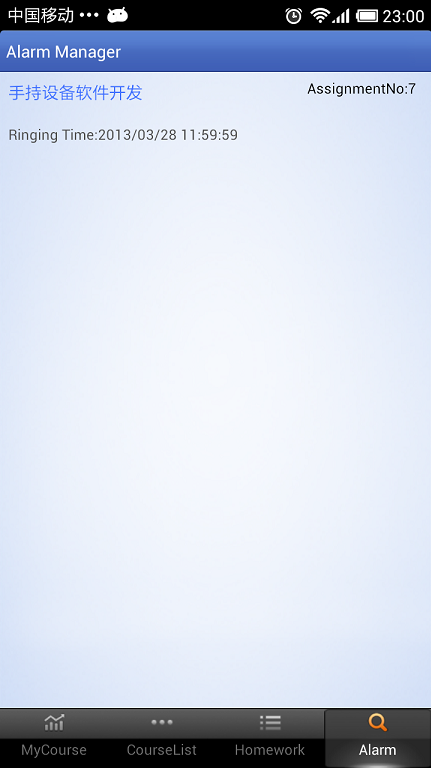 中国移动 ••• 23:00
Alarm Manager
手持设备软件开发 AssignmentNo:7
Ringing Time:2013/03/28 11:59:59
MyCourse CourseList Homework Alarm